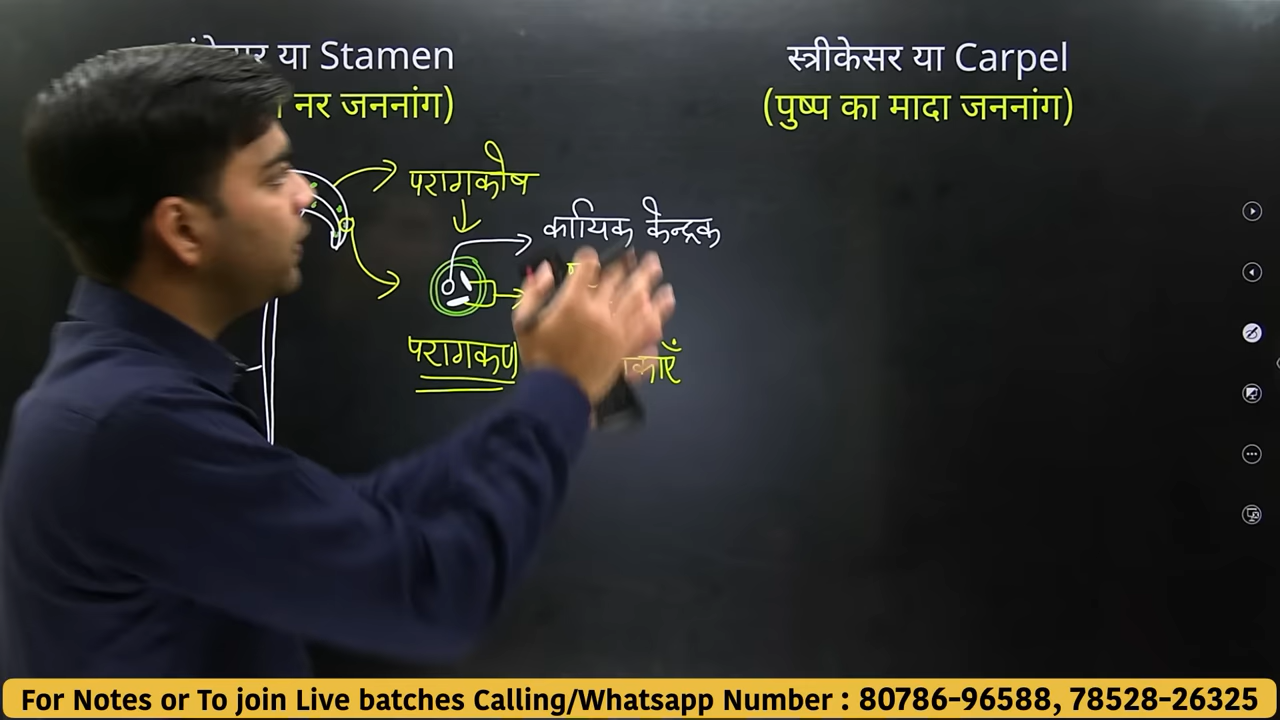 या Stamen
नर जननांग)
स्त्रीकेसर या Carpel
(पुष्प का मादा जननांग)
परागकोष
कायिक केन्द्रक
परागकण
For Notes or To join Live batches Calling/Whatsapp Number : 80786-96588, 78528-26325